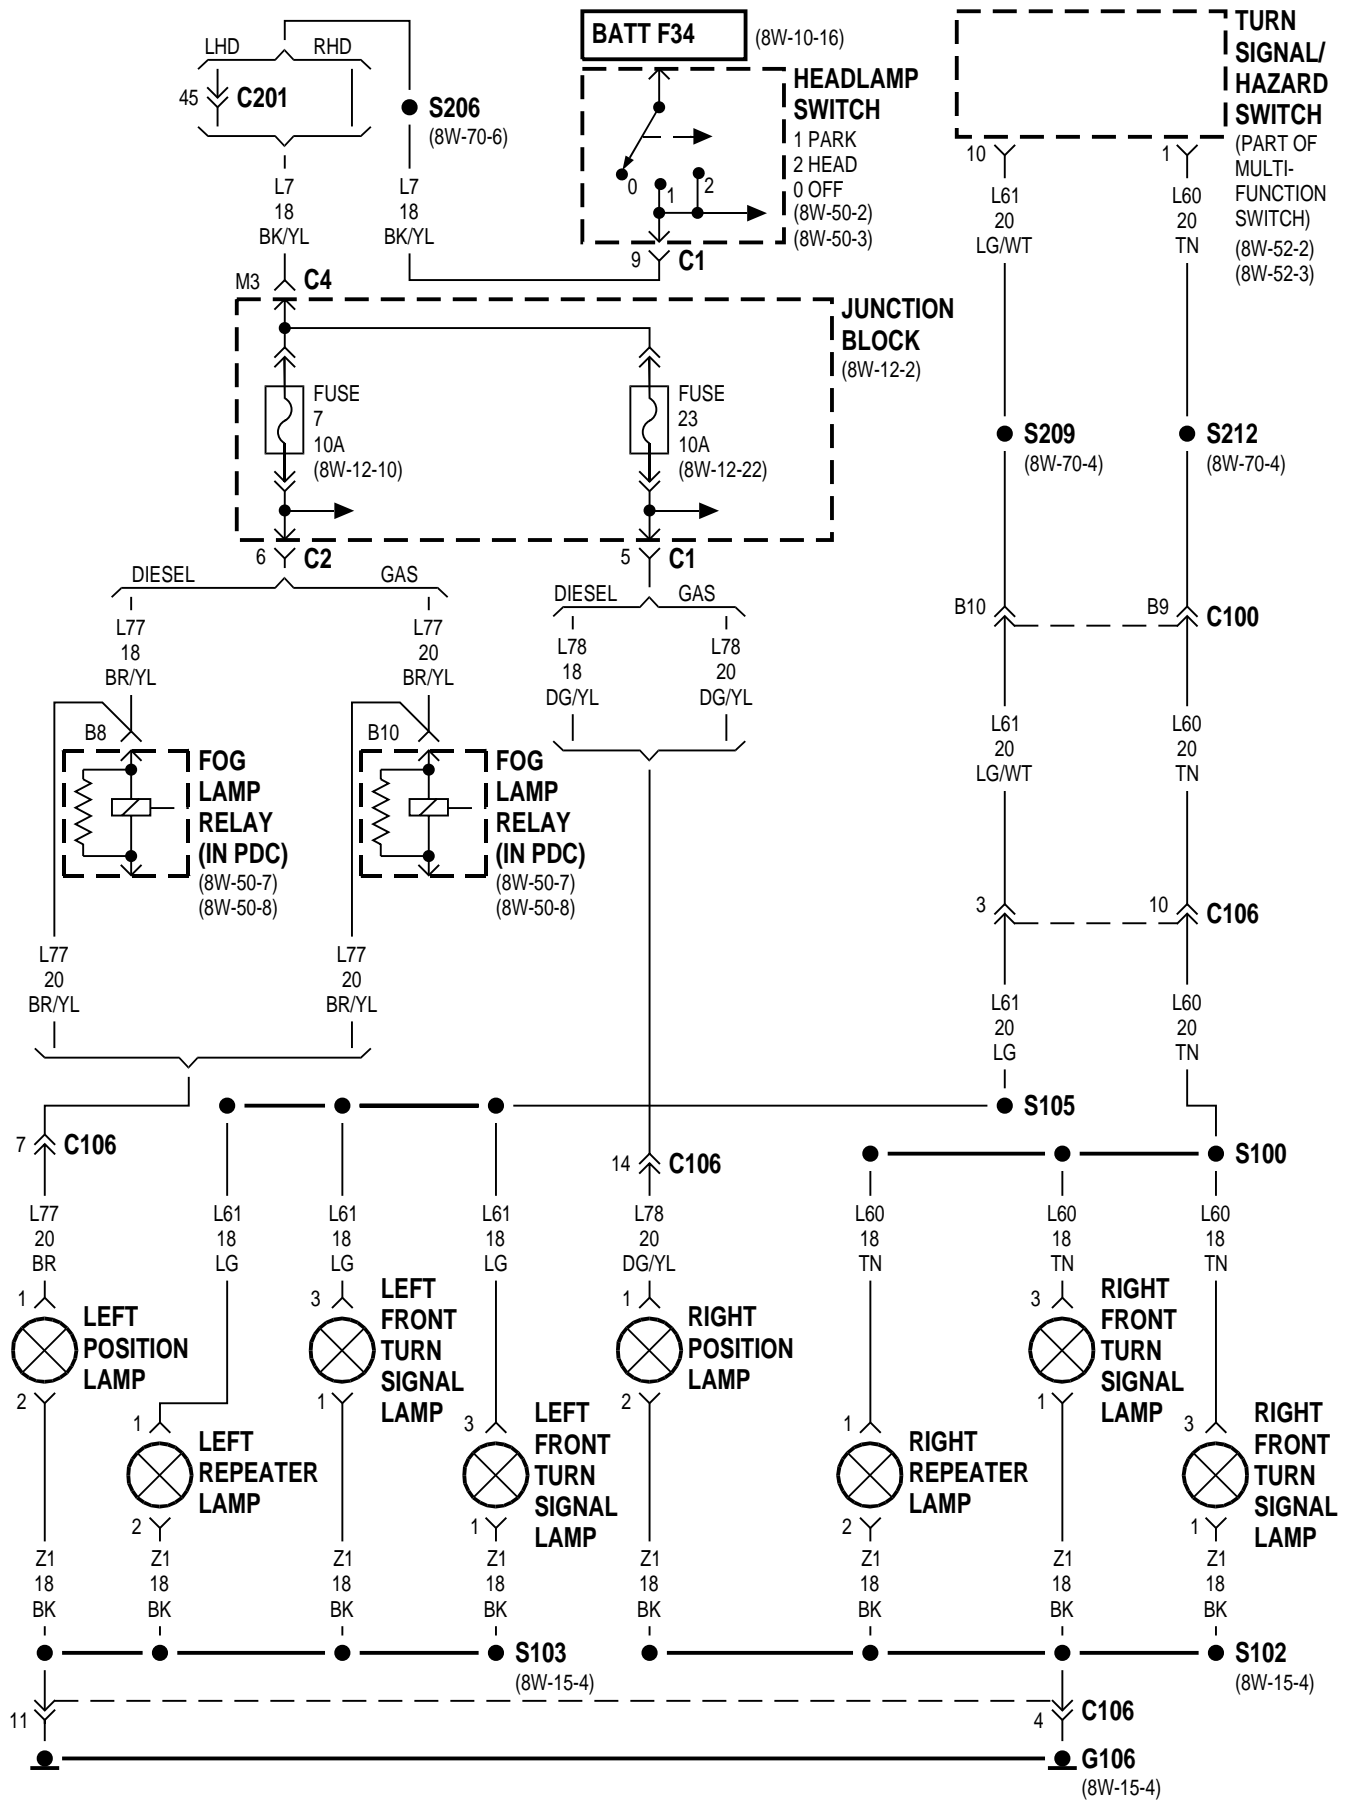 BATT F34
(8W-10-16)
TURN
SIGNAL/
HAZARD
SWITCH
(PART OF
MULTI-
FUNCTION
SWITCH)
(8W-52-2)
(8W-52-3)
LHD
RHD
45
C201
S206
(8W-70-6)
HEADLAMP
SWITCH
1 PARK
2 HEAD
0 OFF
(8W-50-2)
(8W-50-3)
0
1
2
9
C1
10
1
L7
18
BK/YL
L7
18
BK/YL
L61
20
LG/WT
L60
20
TN
M3
C4
JUNCTION
BLOCK
(8W-12-2)
FUSE
7
10A
(8W-12-10)
FUSE
23
10A
(8W-12-22)
S209
(8W-70-4)
S212
(8W-70-4)
6
C2
5
C1
DIESEL
GAS
DIESEL
GAS
L77
18
BR/YL
L77
20
BR/YL
L78
18
DG/YL
L78
20
DG/YL
B10
B9
C100
B8
FOG
LAMP
RELAY
(IN PDC)
(8W-50-7)
(8W-50-8)
B10
FOG
LAMP
RELAY
(IN PDC)
(8W-50-7)
(8W-50-8)
L61
20
LG/WT
L60
20
TN
3
10
C106
L77
20
BR/YL
L77
20
BR/YL
L61
20
LG
L60
20
TN
S105
S100
7
C106
14
C106
L77
20
BR
L61
18
LG
L61
18
LG
L61
18
LG
L78
20
DG/YL
L60
18
TN
L60
18
TN
L60
18
TN
1
LEFT
POSITION
LAMP
2
3
LEFT
FRONT
TURN
SIGNAL
LAMP
1
1
RIGHT
POSITION
LAMP
2
3
RIGHT
FRONT
TURN
SIGNAL
LAMP
1
1
LEFT
REPEATER
LAMP
2
3
LEFT
FRONT
TURN
SIGNAL
LAMP
1
1
RIGHT
REPEATER
LAMP
2
3
RIGHT
FRONT
TURN
SIGNAL
LAMP
1
Z1
18
BK
Z1
18
BK
Z1
18
BK
Z1
18
BK
Z1
18
BK
Z1
18
BK
Z1
18
BK
Z1
18
BK
S103
(8W-15-4)
S102
(8W-15-4)
11
4
C106
G106
(8W-15-4)